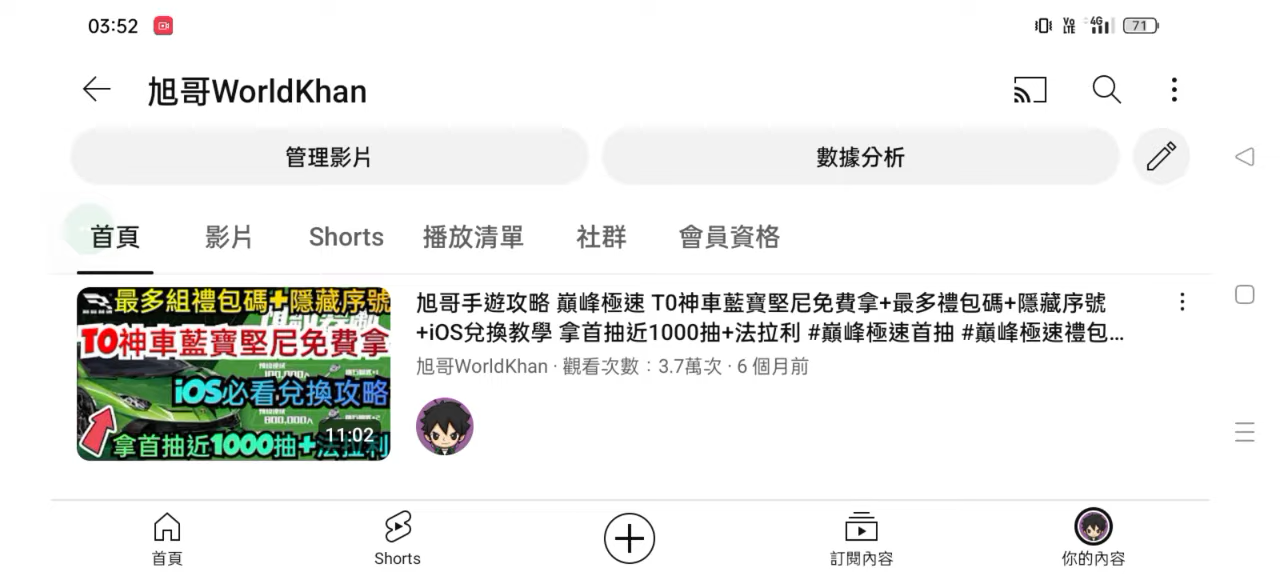 03:52
VoLTE 4G 71
旭哥WorldKhan
管理影片 數據分析
首頁 影片 Shorts 播放清單 社群 會員資格
最多組禮包碼+隱藏序號
T0神車藍寶堅尼免費拿
iOS必看兌換攻略
800,000人
11:02
拿首抽近1000抽+法拉利
旭哥手遊攻略 巔峰極速 T0神車藍寶堅尼免費拿+最多禮包碼+隱藏序號
+iOS兌換教學 拿首抽近1000抽+法拉利 #巔峰極速首抽 #巔峰極速禮包...
旭哥WorldKhan · 觀看次數：3.7萬次 · 6 個月前
首頁 Shorts 訂閱內容 你的內容